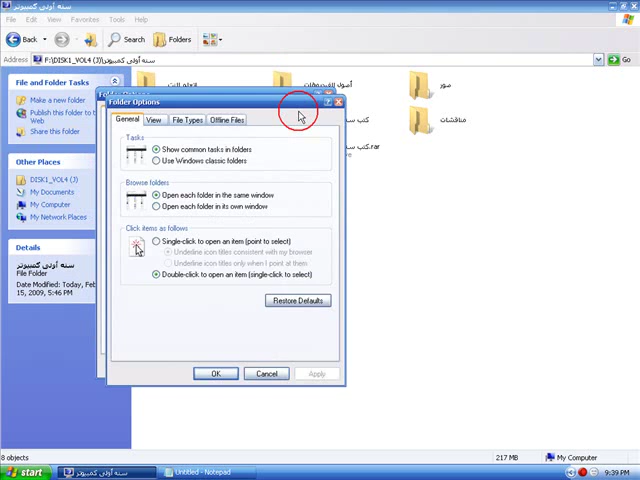 سنه أولى كمبيوتر
File Edit View Favorites Tools Help
Back Search Folders
Address F:\DISK1_VOL4 (J)\سنه أولى كمبيوتر Go
File and Folder Tasks
Make a new folder
Publish this folder to the Web
Share this folder
Other Places
DISK1_VOL4 (J)
My Documents
My Computer
My Network Places
Details
سنه أولى كمبيوتر
File Folder
Date Modified: Today, February 15, 2009, 5:46 PM
صور
مناقشات
.rar
Folder Options
General View File Types Offline Files
Tasks
Show common tasks in folders
Use Windows classic folders
Browse folders
Open each folder in the same window
Open each folder in its own window
Click items as follows
Single-click to open an item (point to select)
Underline icon titles consistent with my browser
Underline icon titles only when I point at them
Double-click to open an item (single-click to select)
Restore Defaults
OK Cancel Apply
8 objects 217 MB My Computer
start سنه أولى كمبيوتر Untitled - Notepad 9:39 PM